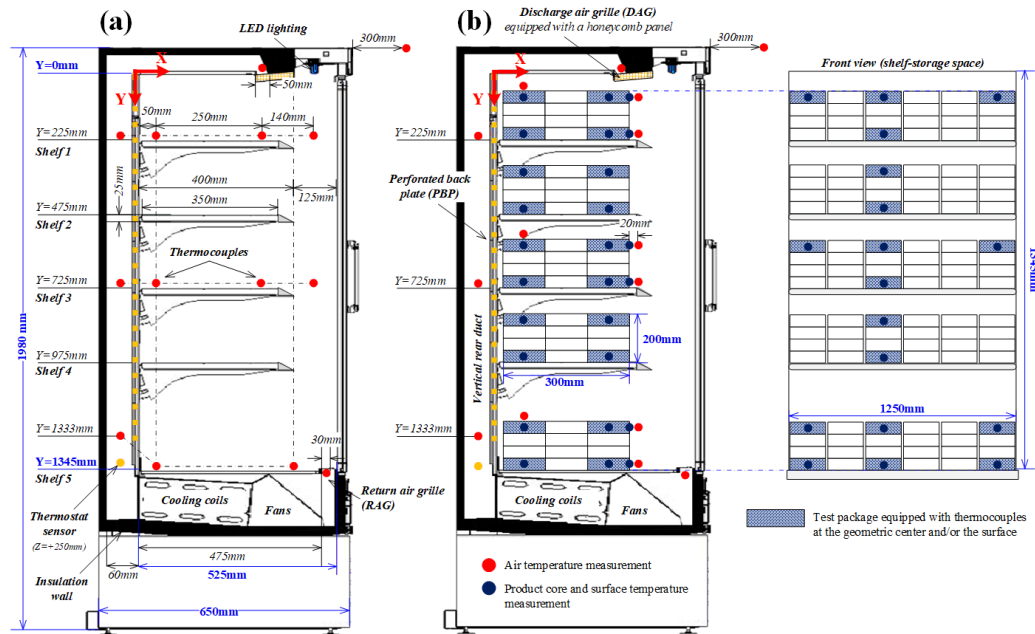 (a)
LED lighting
300mm
Y=0mm
X
Y
50mm
50mm
250mm
140mm
Y=225mm
Shelf 1
25mm
400mm
125mm
350mm
Y=475mm
Shelf 2
Thermocouples
Y=725mm
Shelf 3
1980 mm
Y=975mm
Shelf 4
Y=1333mm
30mm
Y=1345mm
Shelf 5
Return air grille
(RAG)
Cooling coils
Fans
Thermostat
sensor
(Z=+250mm)
Insulation
wall
475mm
60mm
525mm
650mm
(b)
Discharge air grille (DAG)
equipped with a honeycomb panel
300mm
X
Y
Y=225mm
Perforated back
plate (PBP)
20mm
Y=725mm
Vertical rear duct
200mm
300mm
Y=1333mm
Cooling coils
Fans
Front view (shelf-storage space)
1345mm
1250mm
Test package equipped with thermocouples
at the geometric center and/or the surface
Air temperature measurement
Product core and surface temperature
measurement